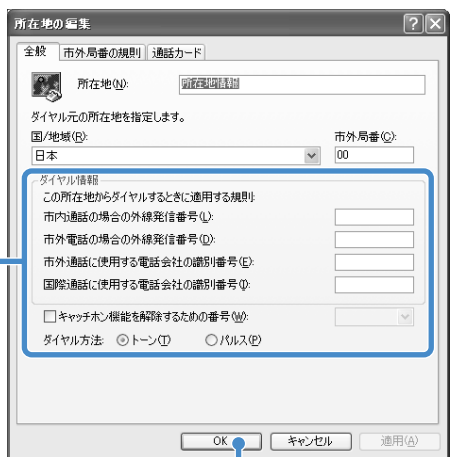 所在地の編集
全般 市外局番の規則 通話カード
所在地(N): 所在地情報
ダイヤル元の所在地を指定します。
国/地域(R): 市外局番(C):
日本 00
ダイヤル情報
この所在地からダイヤルするときに適用する規則:
市内通話の場合の外線発信番号(L):
市外電話の場合の外線発信番号(D):
市外通話に使用する電話会社の識別番号(E):
国際通話に使用する電話会社の識別番号(I):
キャッチホン機能を解除するための番号(W):
ダイヤル方法: トーン(T) パルス(P)
OK キャンセル 適用(A)